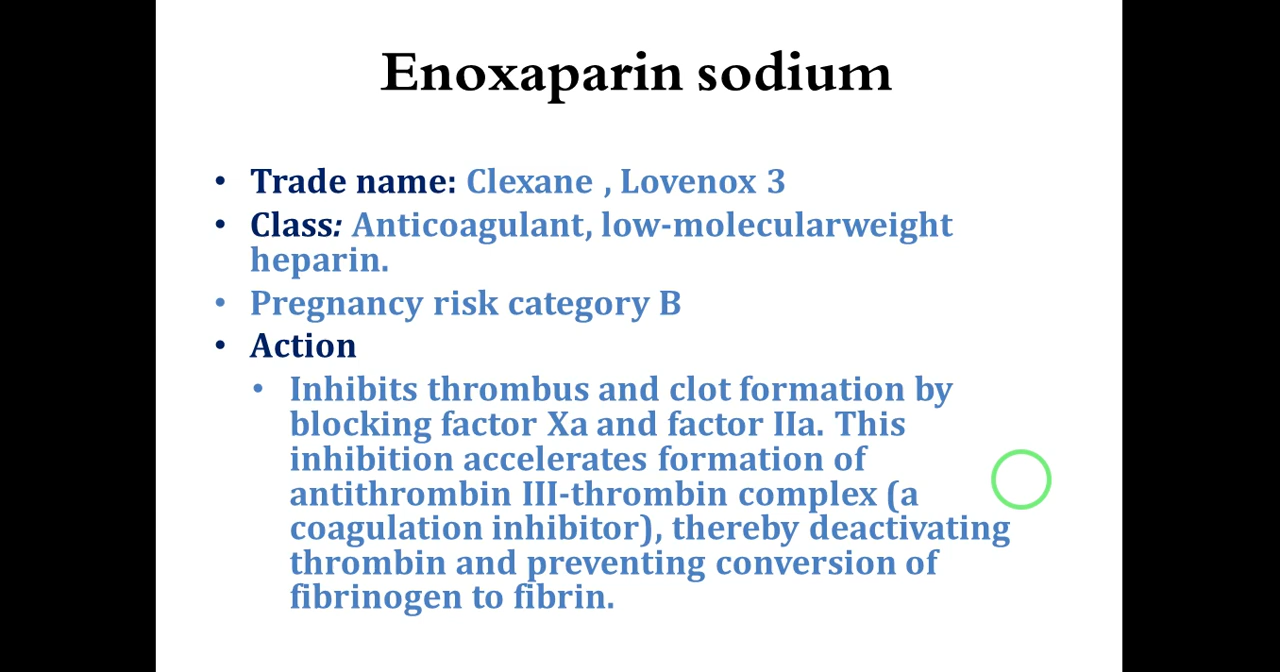 Enoxaparin sodium
• Trade name: Clexane , Lovenox 3
• Class: Anticoagulant, low-molecularweight
heparin.
• Pregnancy risk category B
• Action
• Inhibits thrombus and clot formation by
blocking factor Xa and factor IIa. This
inhibition accelerates formation of
antithrombin III-thrombin complex (a
coagulation inhibitor), thereby deactivating
thrombin and preventing conversion of
fibrinogen to fibrin.